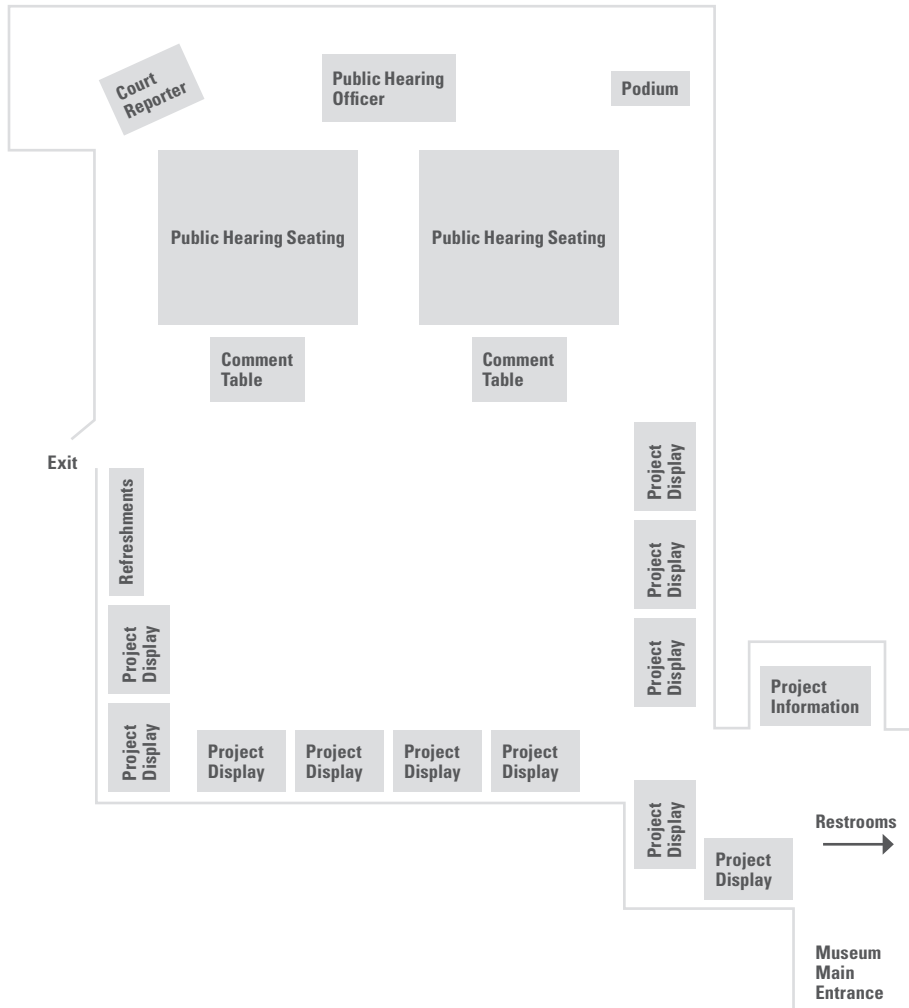 Court
Reporter
Public Hearing
Officer
Podium
Public Hearing Seating
Public Hearing Seating
Comment
Table
Comment
Table
Exit
Refreshments
Project
Display
Project
Display
Project
Display
Project
Display
Project
Display
Project
Information
Project
Display
Project
Display
Project
Display
Project
Display
Project
Display
Project
Display
Restrooms
Museum
Main
Entrance